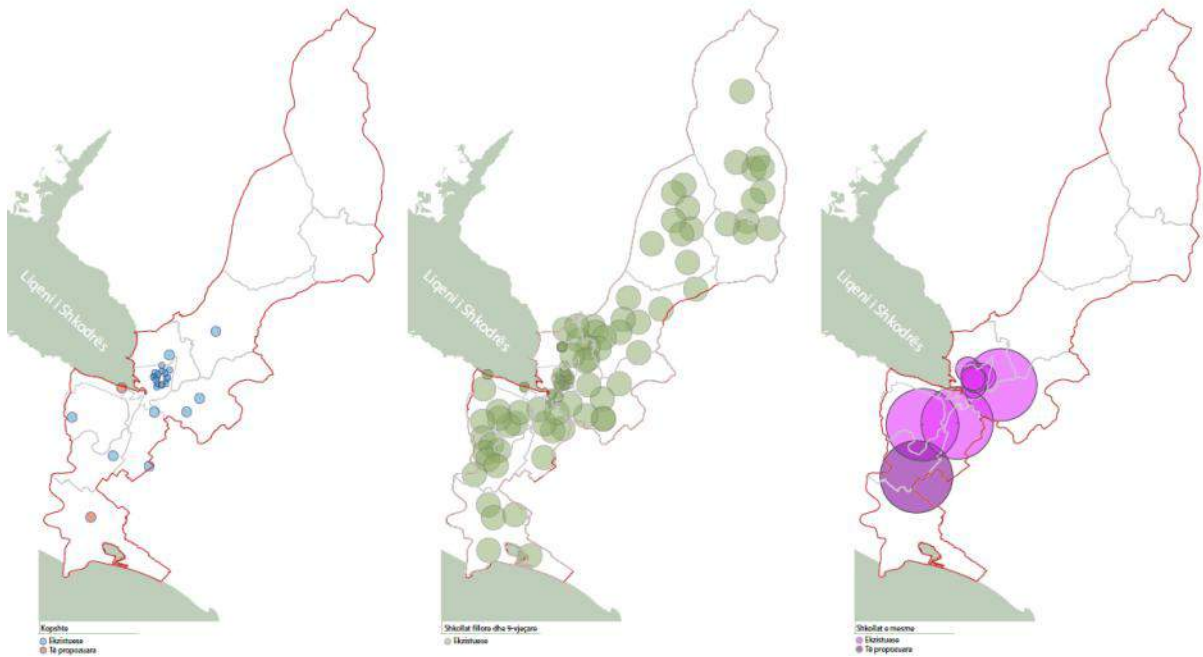 Liqeni i Shkodrës
Liqeni i Shkodrës
Liqeni i Shkodrës
Kopshte
Ekzistuese
Të propozuara
Shkollat fillore dhe 9-vjeçare
Ekzistuese
Shkollat e mesme
Ekzistuese
Të propozuara